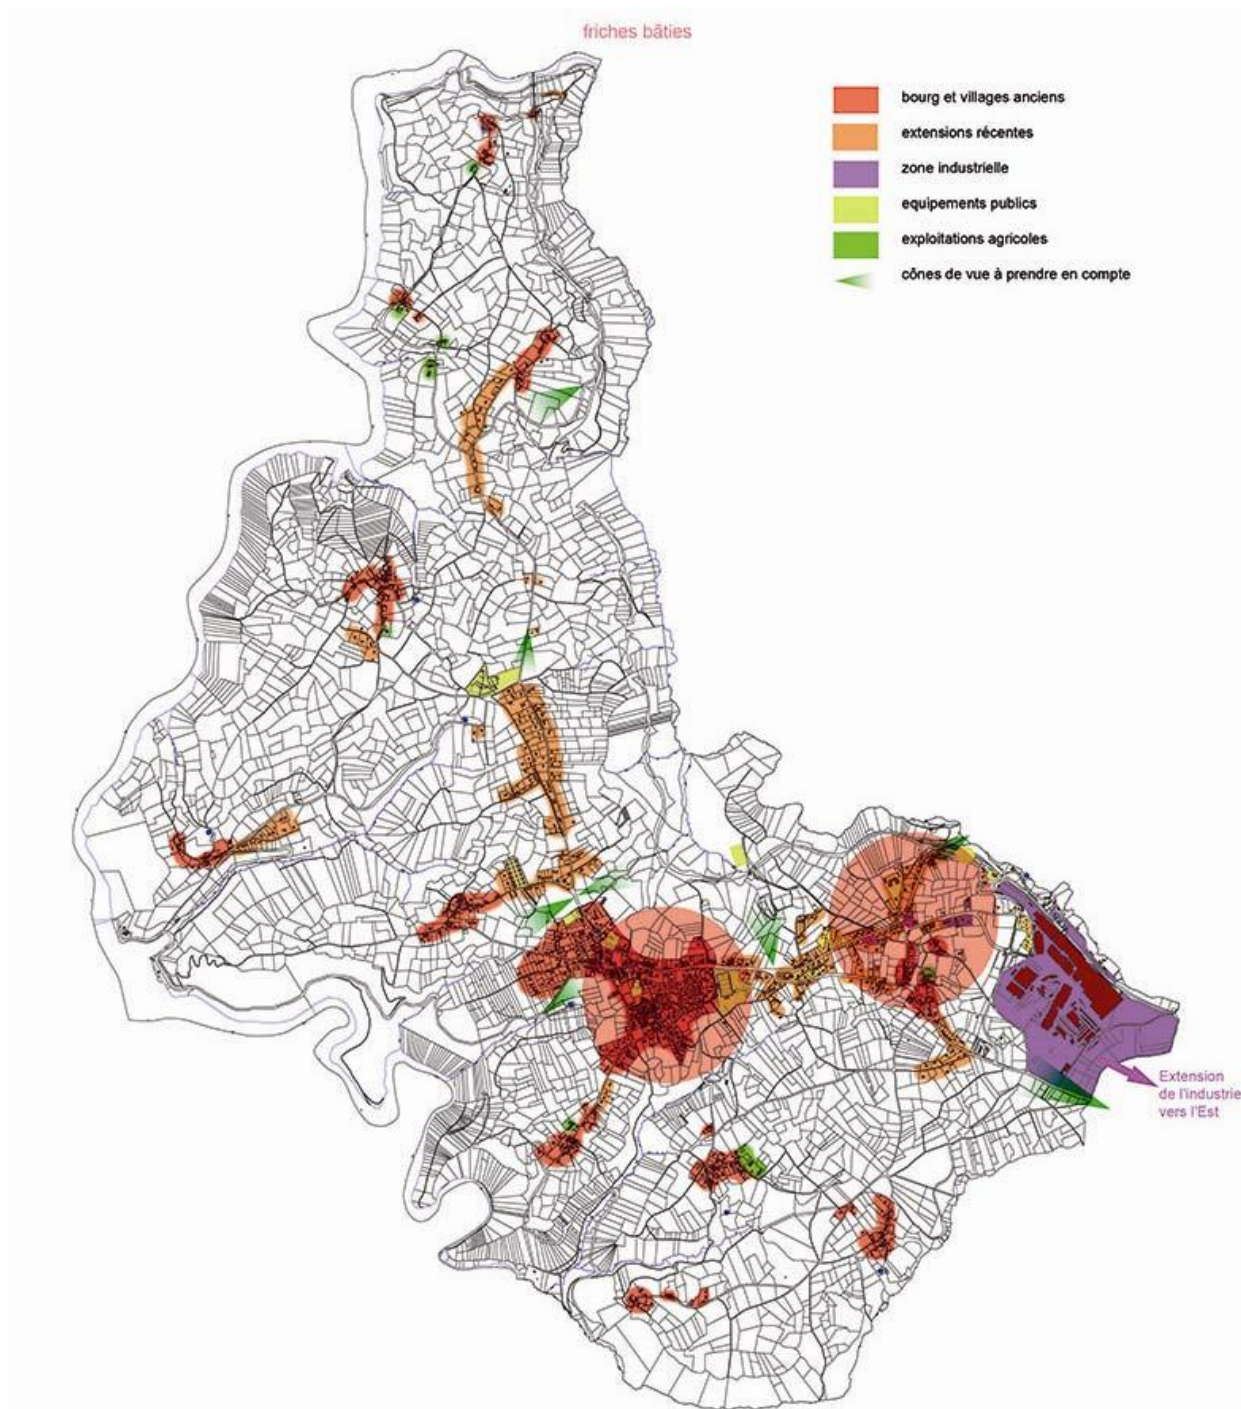 friches bâties
bourg et villages anciens
extensions récentes
zone industrielle
equipements publics
exploitations agricoles
cônes de vue à prendre en compte
Extension
de l'industrie
vers l'Est